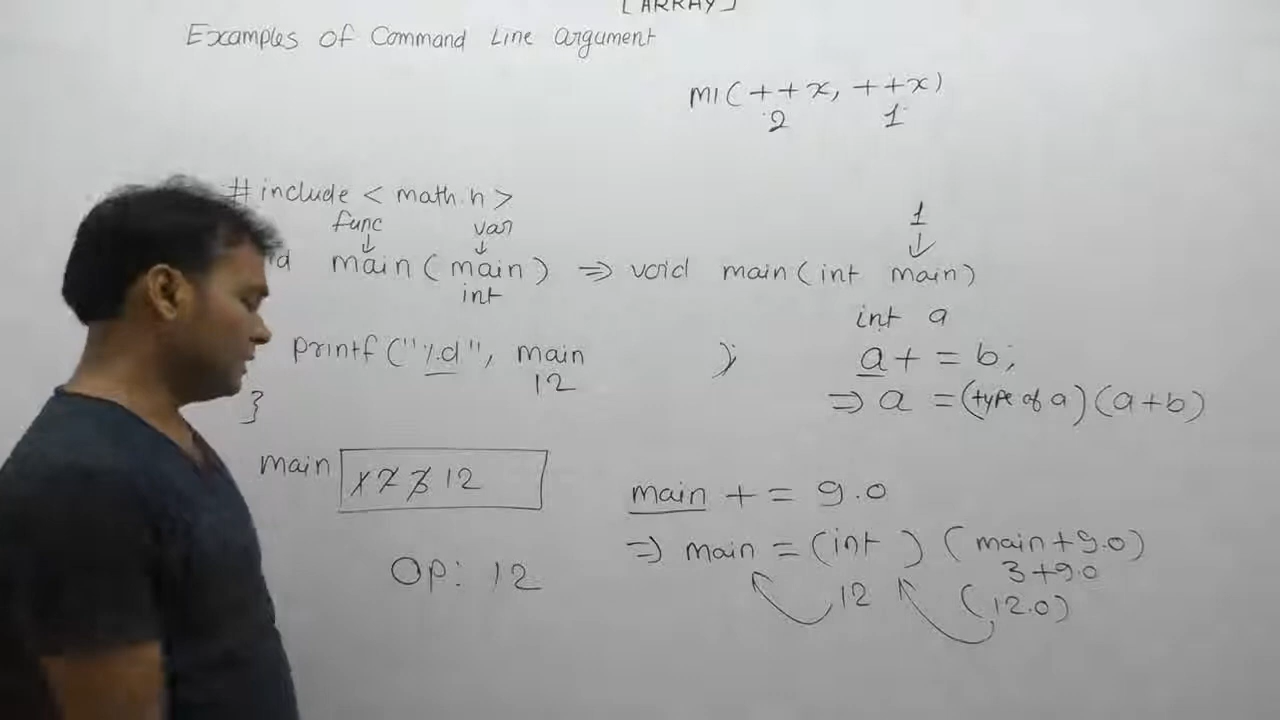 [ARRAY]
Examples of Command Line argument
m1(++x, ++x)
2 1
#include < math.h>
func var 1
main(main) => void main(int main)
int
int a
printf("%d", main );
a+=b;
12
=> a =(type of a)(a+b)
}
main 12
main += 9.0
=> main =(int ) (main+9.0)
3+9.0
Op: 12
12 (12.0)